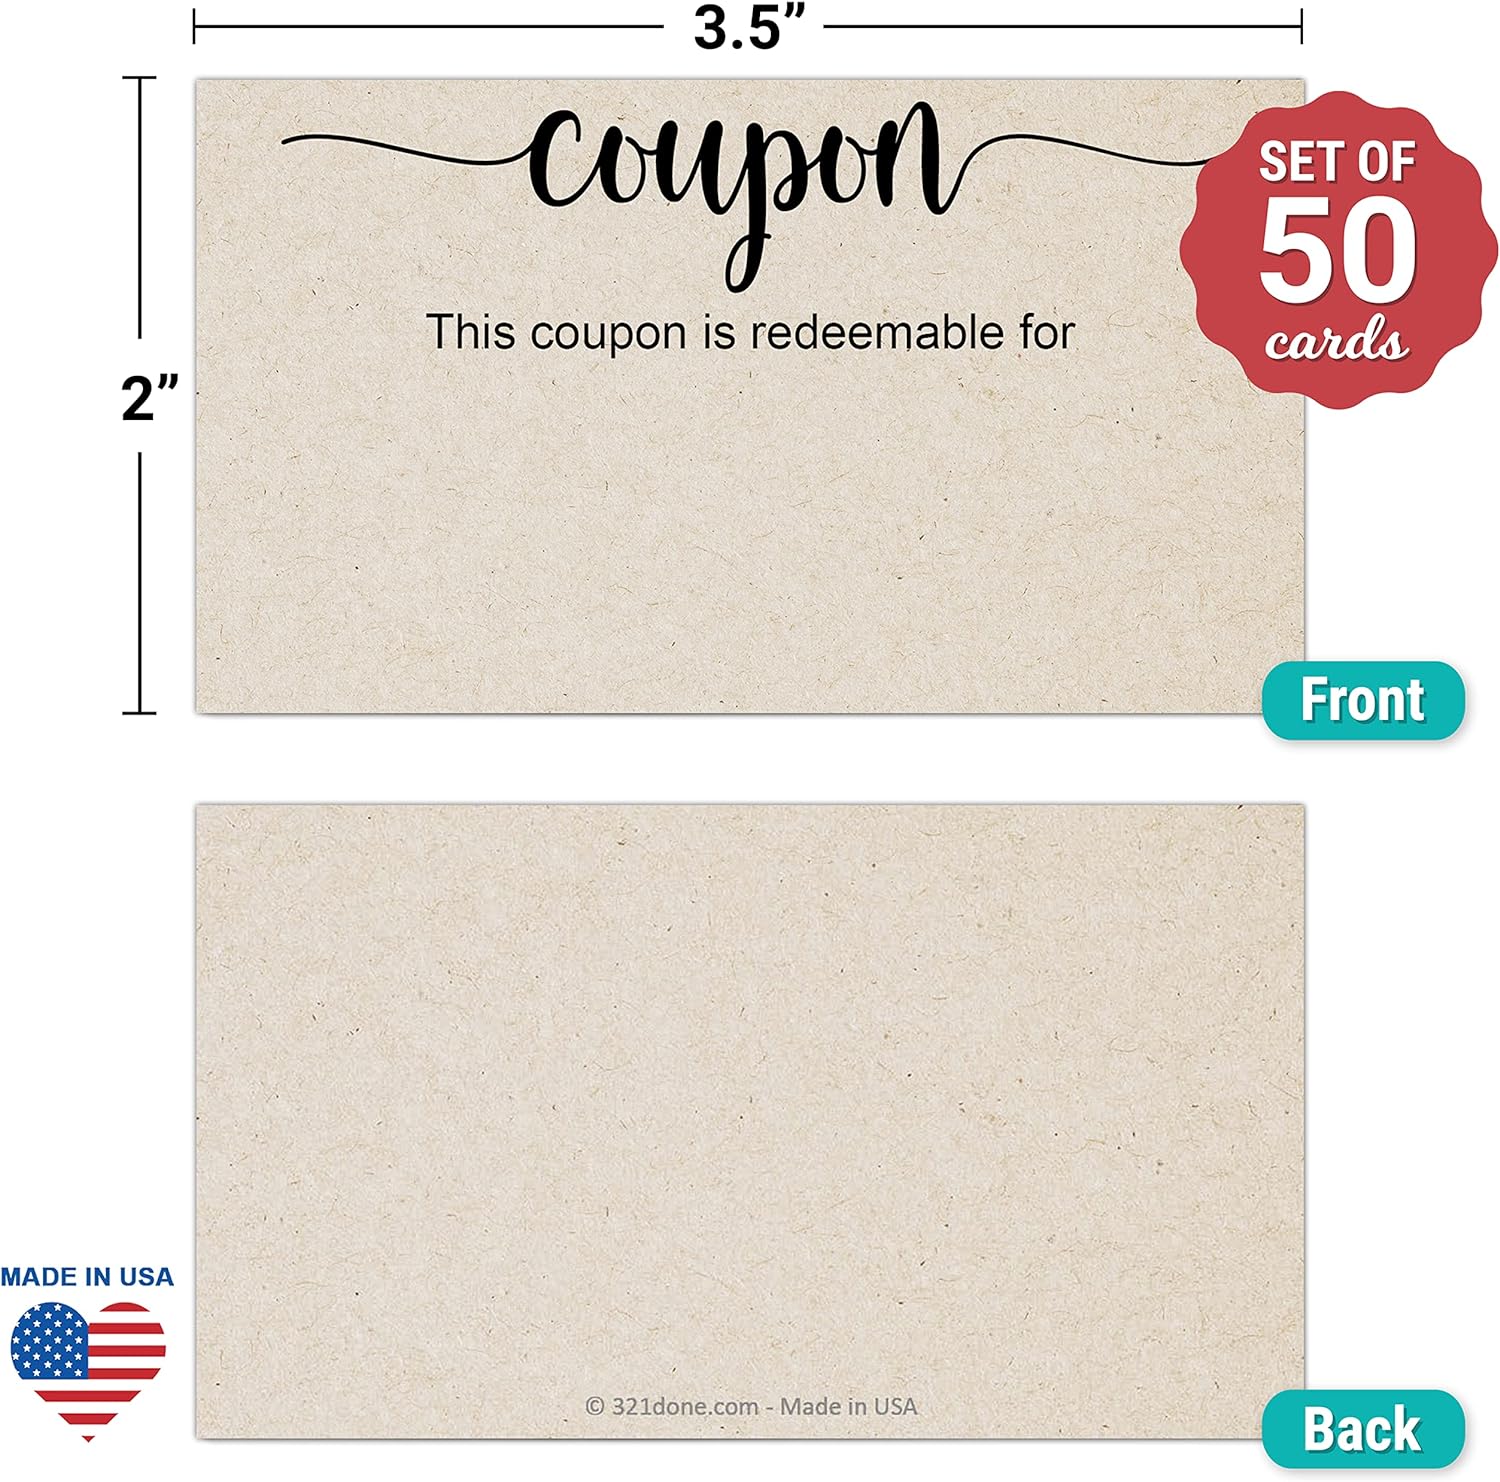 3.5”
2”
coupon
This coupon is redeemable for
SET OF
50
cards
Front
MADE IN USA
© 321done.com - Made in USA
Back